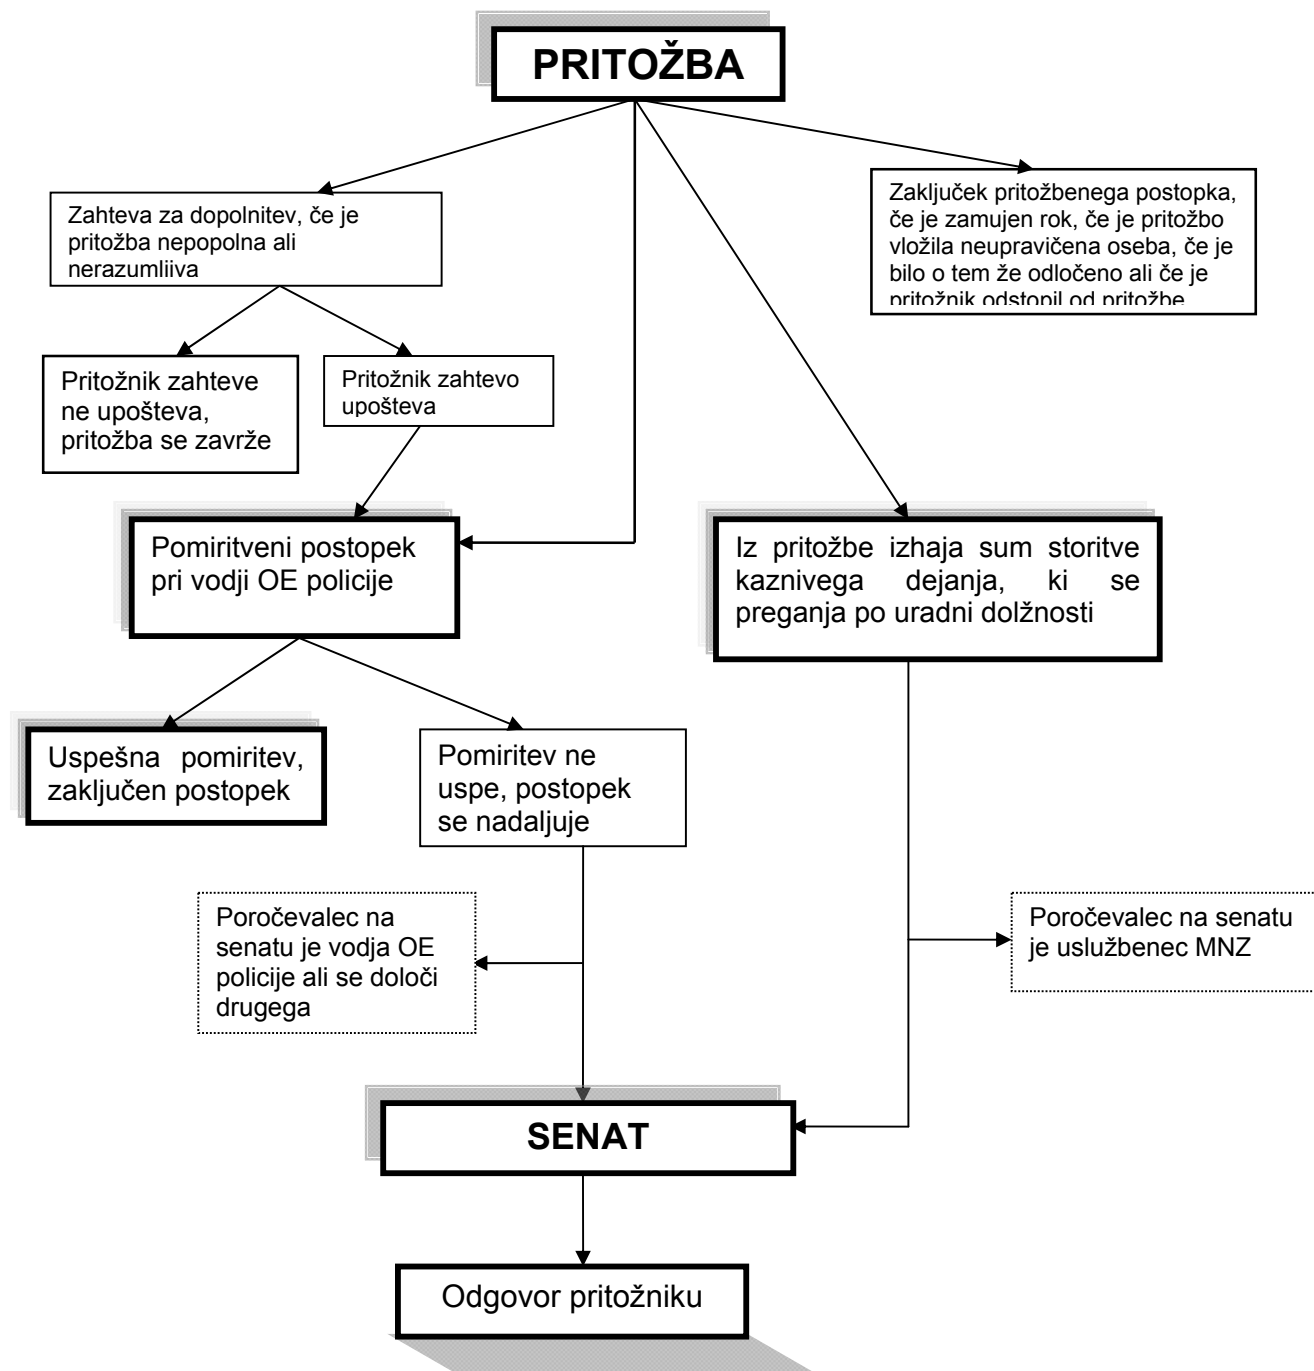 PRITOŽBA
Zahteva za dopolnitev, če je
pritožba nepopolna ali
nerazumliiva
Zaključek pritožbenega postopka,
če je zamujen rok, če je pritožbo
vložila neupravičena oseba, če je
bilo o tem že odločeno ali če je
pritožnik odstopil od pritožbe
Pritožnik zahteve
ne upošteva,
pritožba se zavrže
Pritožnik zahtevo
upošteva
Pomiritveni postopek
pri vodji OE policije
Iz pritožbe izhaja sum storitve
kaznivega dejanja, ki se
preganja po uradni dolžnosti
Uspešna pomiritev,
zaključen postopek
Pomiritev ne
uspe, postopek
se nadaljuje
Poročevalec na
senatu je vodja OE
policije ali se določi
drugega
Poročevalec na senatu
je uslužbenec MNZ
SENAT
Odgovor pritožniku